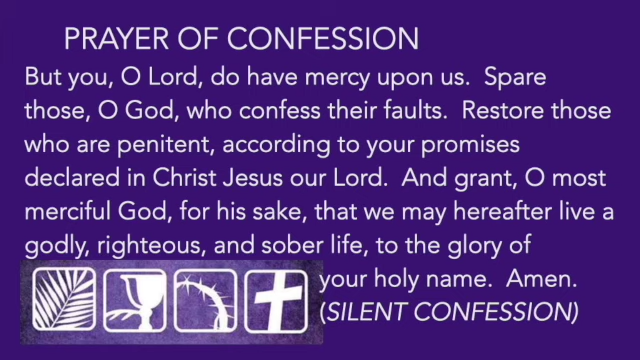 PRAYER OF CONFESSION
But you, O Lord, do have mercy upon us. Spare
those, O God, who confess their faults. Restore those
who are penitent, according to your promises
declared in Christ Jesus our Lord. And grant, O most
merciful God, for his sake, that we may hereafter live a
godly, righteous, and sober life, to the glory of
your holy name. Amen.
(SILENT CONFESSION)